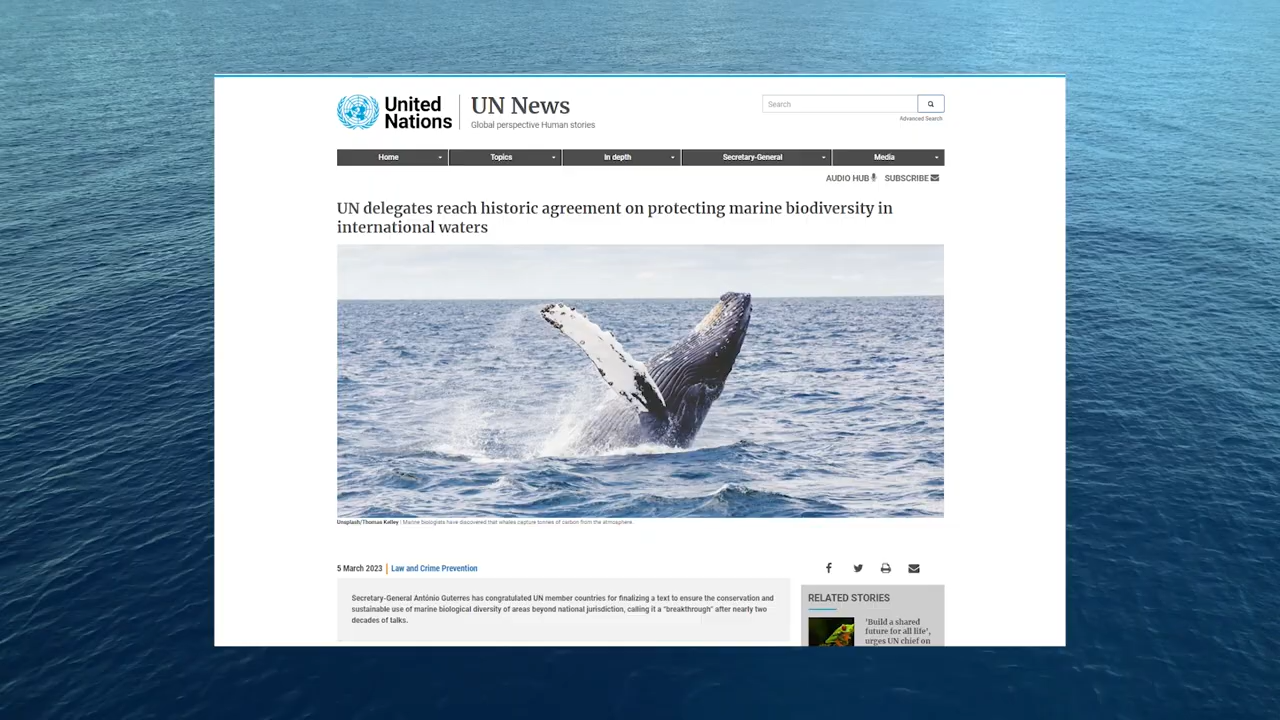 United
Nations
UN News
Global perspective Human stories
Search
Advanced Search
Home
Topics
In depth
Secretary-General
Media
AUDIO HUB
SUBSCRIBE
UN delegates reach historic agreement on protecting marine biodiversity in
international waters
Unsplash/Thomas Kelley | Marine biologists have discovered that whales capture tonnes of carbon from the atmosphere.
5 March 2023 | Law and Crime Prevention
Secretary-General António Guterres has congratulated UN member countries for finalizing a text to ensure the conservation and
sustainable use of marine biological diversity of areas beyond national jurisdiction, calling it a "breakthrough" after nearly two
decades of talks.
RELATED STORIES
'Build a shared
future for all life',
urges UN chief on